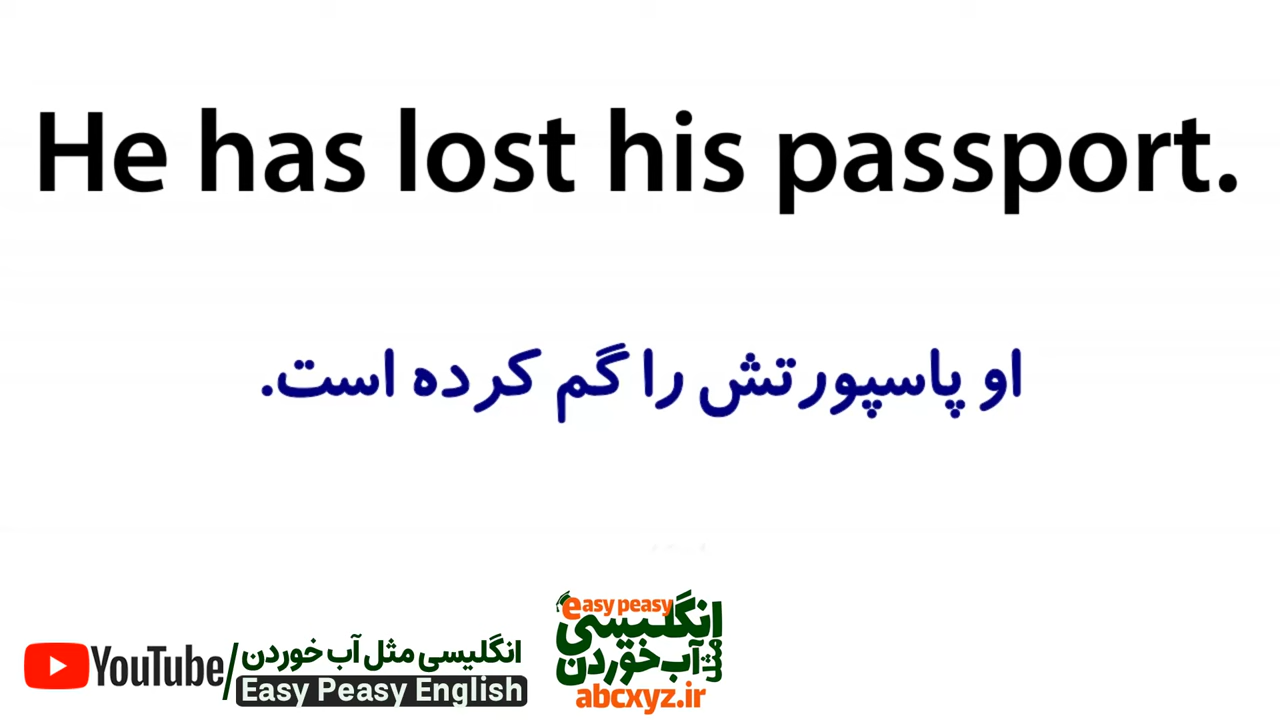 He has lost his passport.
او پاسپورتش را گم کرده است.
YouTube/انگلیسی مثل آب خوردن
Easy Peasy English
easy peasy
انگلیسی
مثل آب خوردن
abcxyz.ir